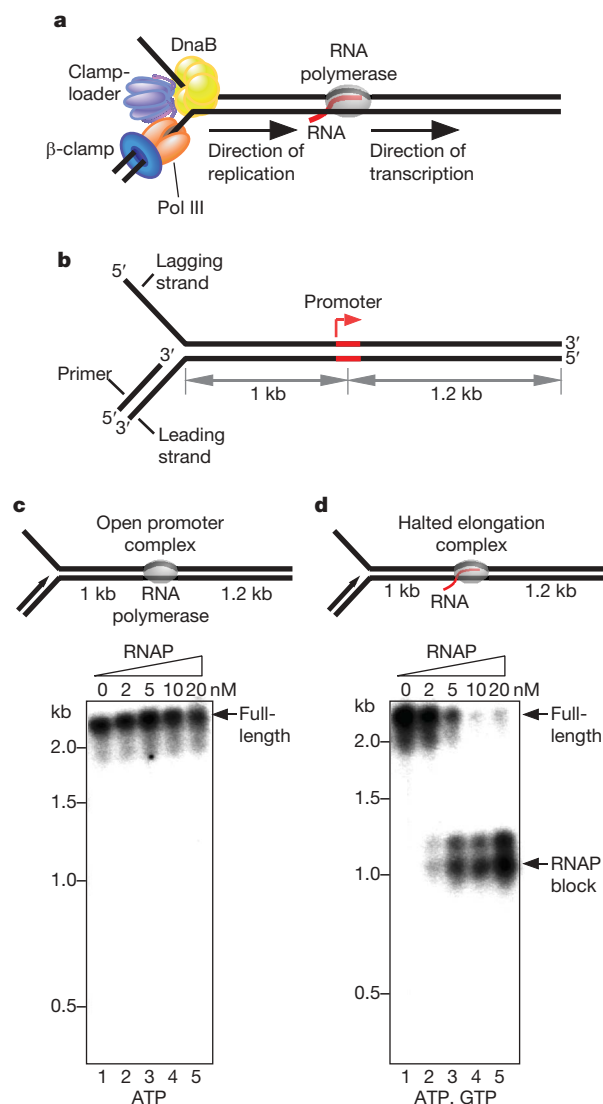 a
DnaB
Clamp-
loader
RNA
polymerase
β-clamp
RNA
Direction of
replication
Direction of
transcription
Pol III
b
5′
Lagging
strand
Promoter
3′
3′
5′
Primer
1 kb
1.2 kb
5′
3′
Leading
strand
c
Open promoter
complex
1 kb
RNA
polymerase
1.2 kb
RNAP
0 2 5 10 20 nM
kb
Full-
length
2.0
1.5
1.0
0.5
1 2 3 4 5
ATP
d
Halted elongation
complex
1 kb
1.2 kb
RNA
RNAP
0 2 5 10 20 nM
kb
Full-
length
2.0
1.5
1.0
RNAP
block
0.5
1 2 3 4 5
ATP, GTP